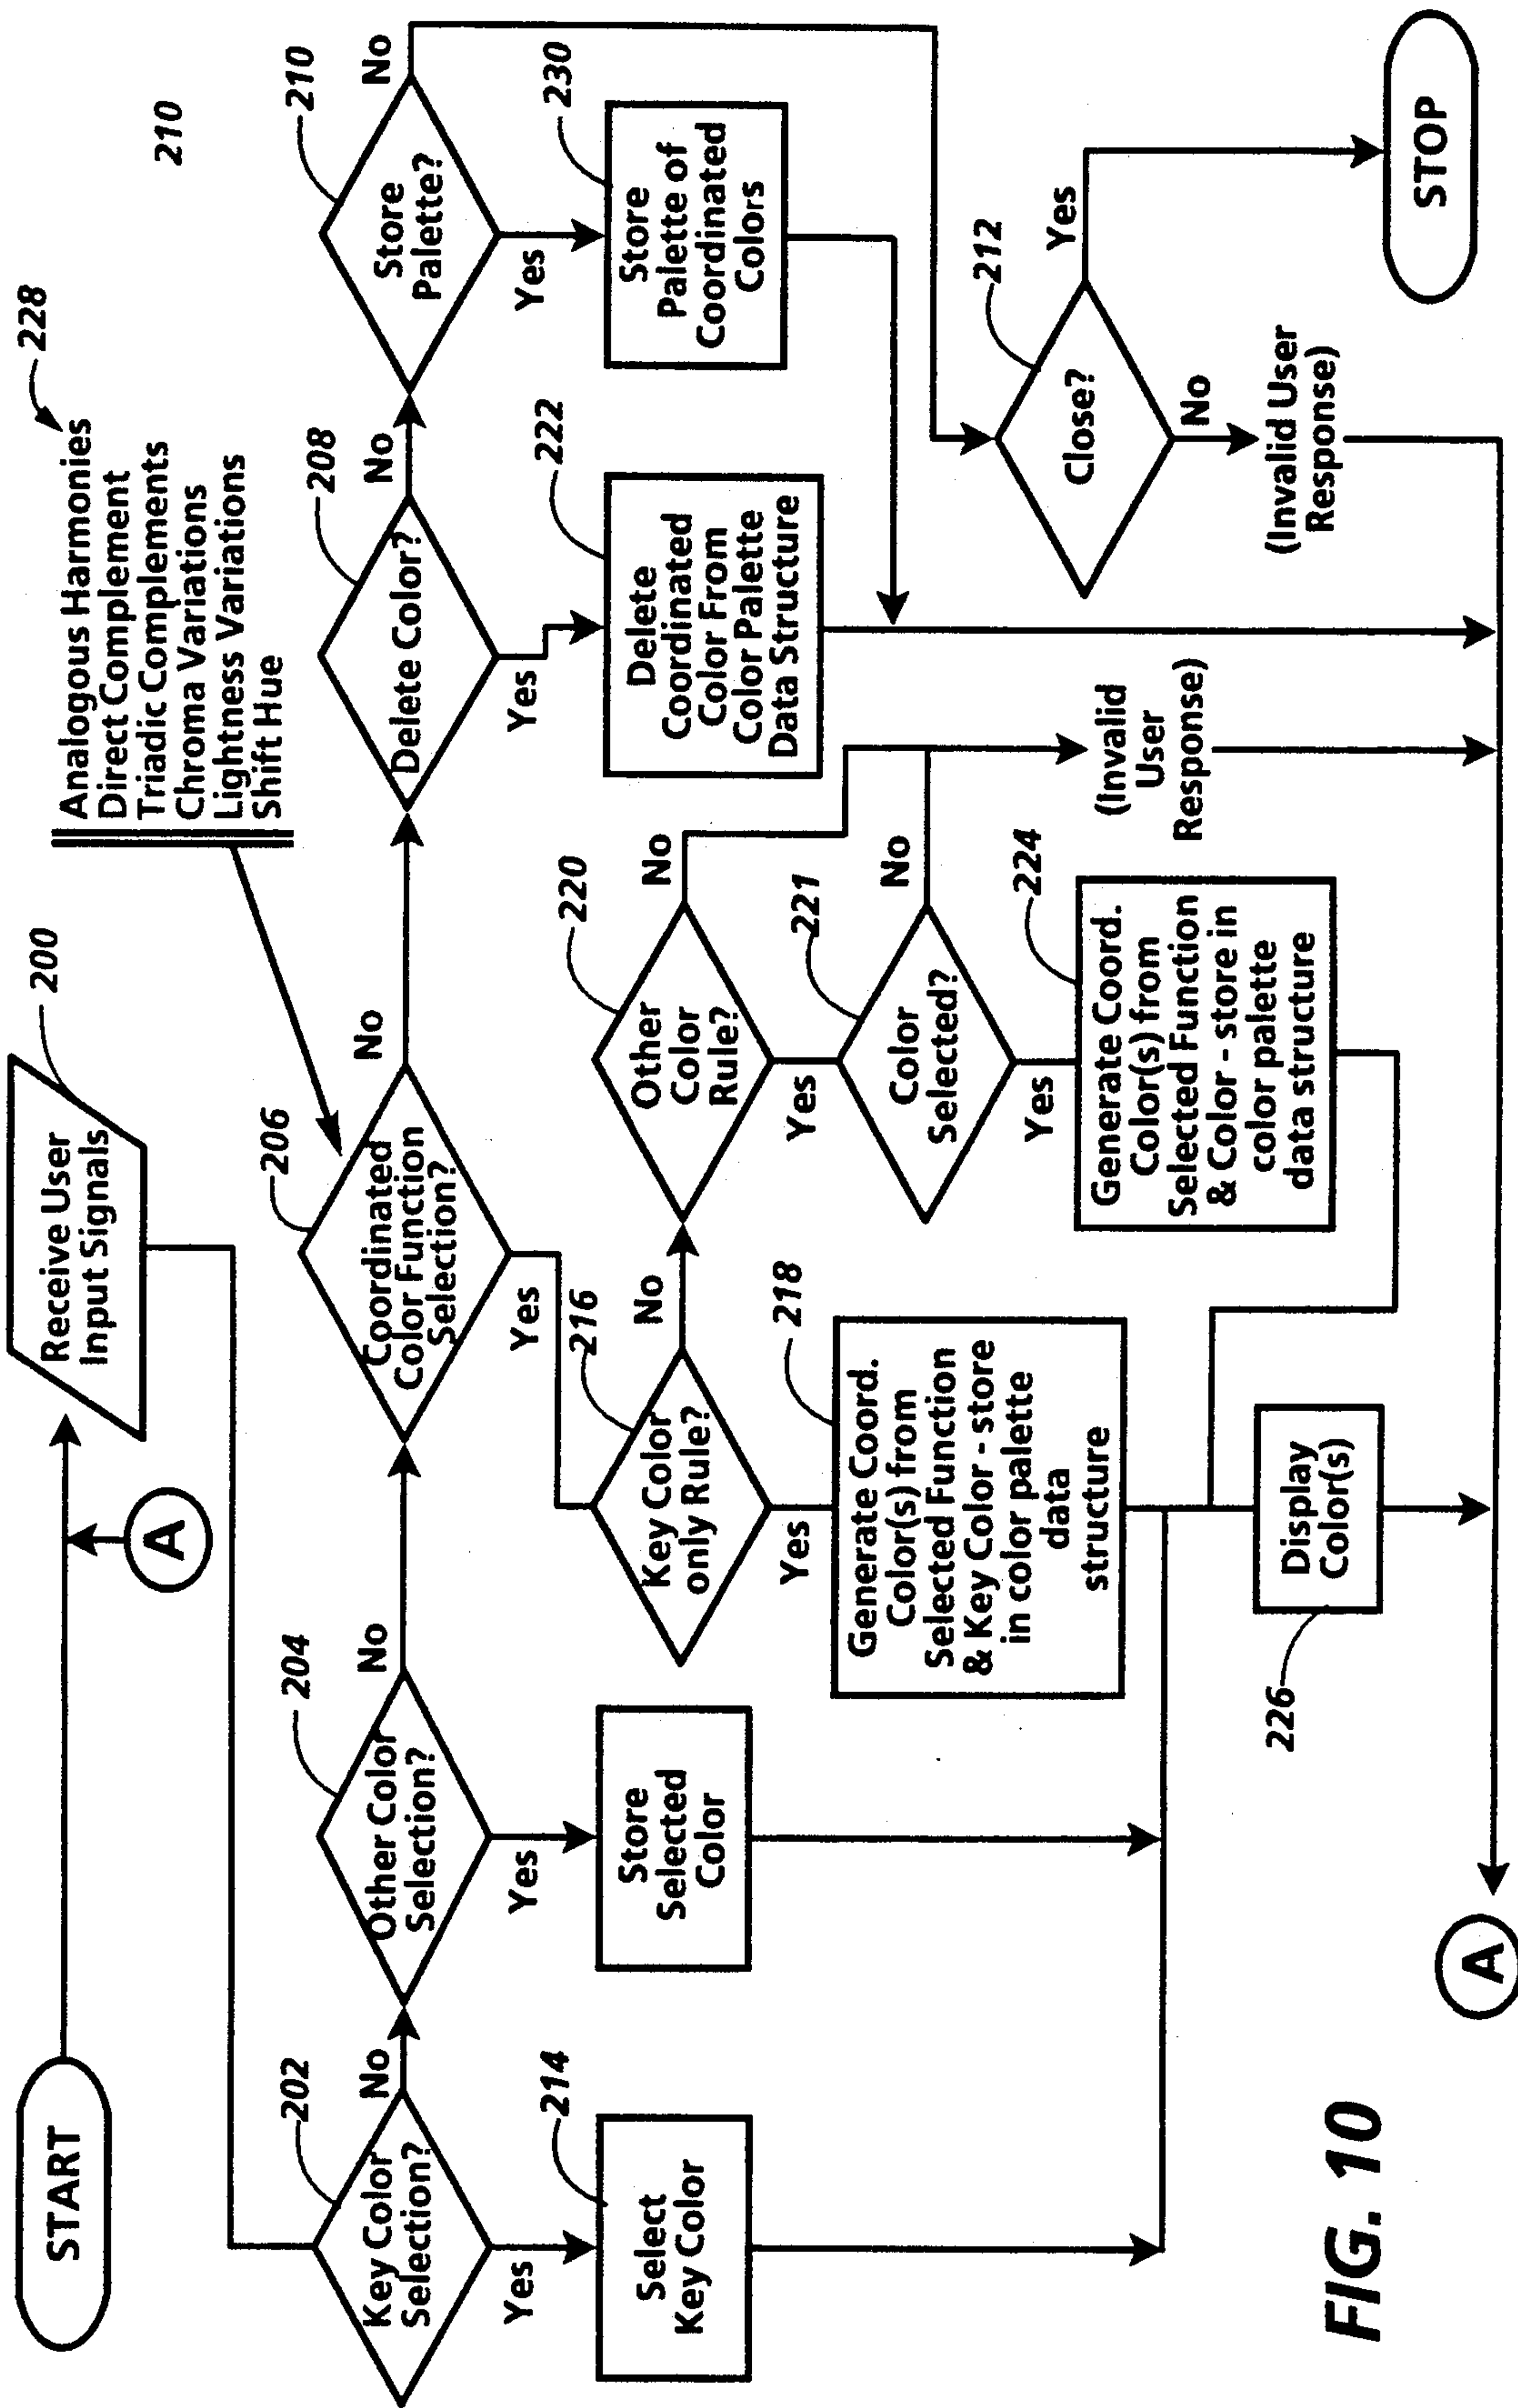 START
A
Receive User
Input Signals
200
228
Analogous Harmonies
Direct Complement
Triadic Complements
Chroma Variations
Lightness Variations
Shift Hue
210
202
Key Color
Selection?
No
Yes
204
Other Color
Selection?
No
Yes
206
Coordinated
Color Function
Selection?
No
Yes
208
Delete Color?
No
Yes
210
Store
Palette?
No
Yes
214
Select
Key Color
Store
Selected
Color
216
Key Color
only Rule?
No
Yes
220
Other
Color
Rule?
No
Yes
222
Delete
Coordinated
Color From
Color Palette
Data Structure
230
Store
Palette of
Coordinated
Colors
218
Generate Coord.
Color(s) from
Selected Function
& Key Color - store
in color palette
data
structure
221
Color
Selected?
No
Yes
224
Generate Coord.
Color(s) from
Selected Function
& Color - store in
color palette
data structure
(Invalid
User
Response)
212
Close?
Yes
No
(Invalid User
Response)
226
Display
Color(s)
STOP
A
FIG. 10